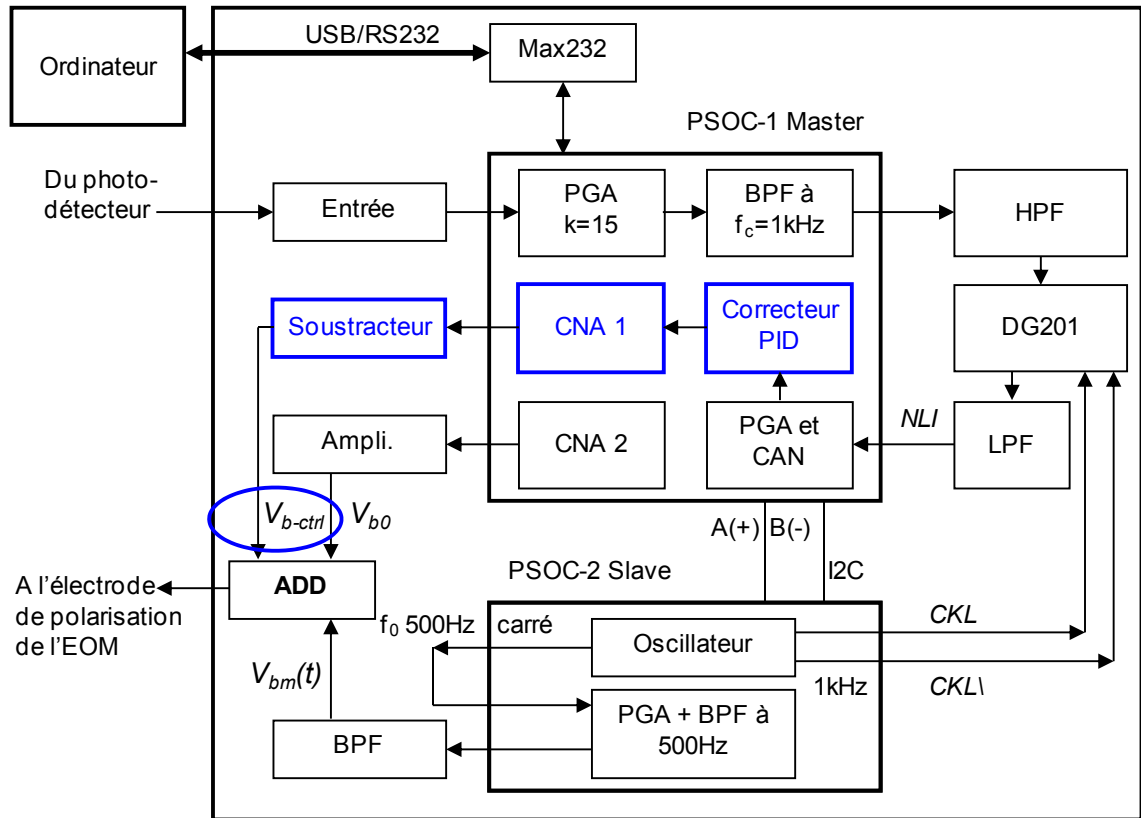 USB/RS232
Ordinateur
Max232
PSOC-1 Master
Du photo-
détecteur
Entrée
PGA
k=15
BPF à
fc=1kHz
HPF
Soustracteur
CNA 1
Correcteur
PID
DG201
Ampli.
CNA 2
PGA et
CAN
NLI
LPF
Vb-ctrl
Vb0
A(+)
B(-)
I2C
PSOC-2 Slave
A l'électrode
de polarisation
de l'EOM
ADD
f0 500Hz
carré
Oscillateur
CKL
1kHz
CKL\
Vbm(t)
BPF
PGA + BPF à
500Hz